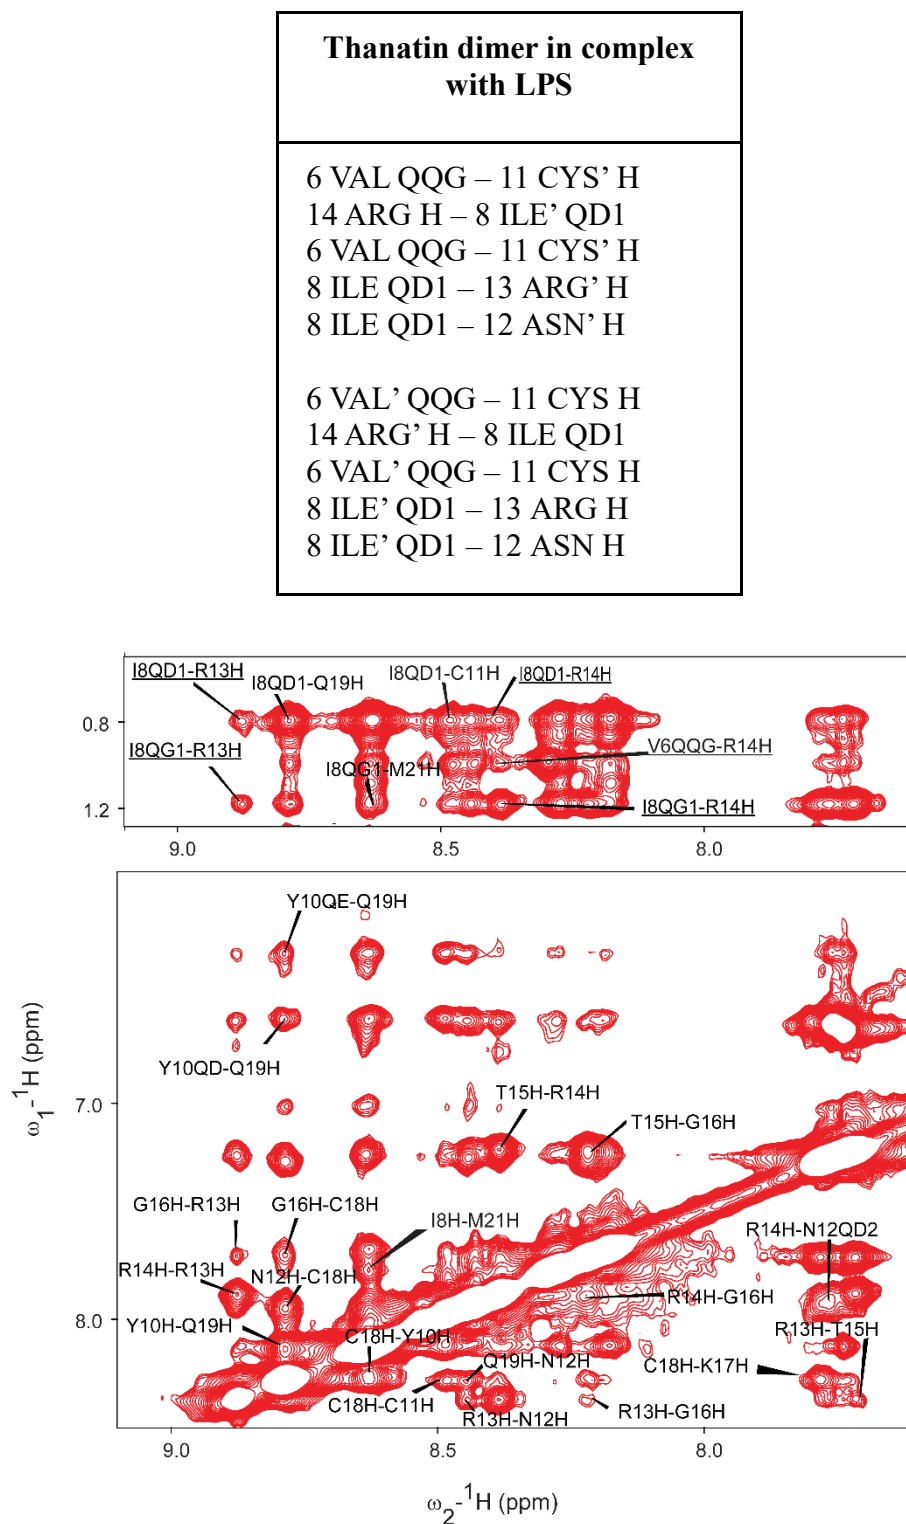 Thanatin dimer in complex
with LPS
6 VAL QQG – 11 CYS’ H
14 ARG H – 8 ILE’ QD1
6 VAL QQG – 11 CYS’ H
8 ILE QD1 – 13 ARG’ H
8 ILE QD1 – 12 ASN’ H
6 VAL’ QQG – 11 CYS H
14 ARG’ H – 8 ILE QD1
6 VAL’ QQG – 11 CYS H
8 ILE’ QD1 – 13 ARG H
8 ILE’ QD1 – 12 ASN H
I8QD1-R13H
I8QD1-Q19H
I8QD1-C11H
I8QD1-R14H
0.8
I8QG1-R13H
I8QG1-M21H
V6QQG-R14H
1.2
I8QG1-R14H
9.0 8.5 8.0
Y10QE-Q19H
Y10QD-Q19H
7.0
T15H-R14H
T15H-G16H
G16H-R13H
G16H-C18H
I8H-M21H
R14H-N12QD2
R14H-R13H
N12H-C18H
R14H-G16H
8.0
Y10H-Q19H
C18H-Y10H
R13H-T15H
Q19H-N12H
C18H-K17H
C18H-C11H
R13H-N12H
R13H-G16H
9.0 8.5 8.0
ω1-1H (ppm)
ω2-1H (ppm)